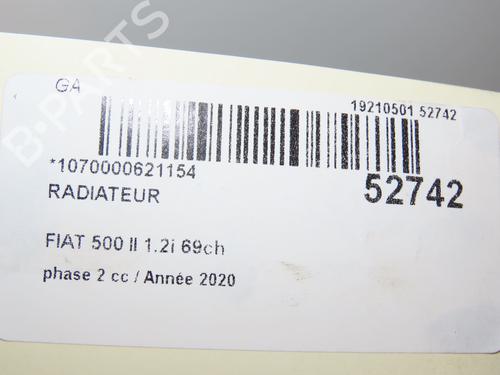 GA
19210501 52742
*1070000621154
52742
RADIATEUR
FIAT 500 II 1.2i 69ch
phase 2 cc / Année 2020
B-PARTS